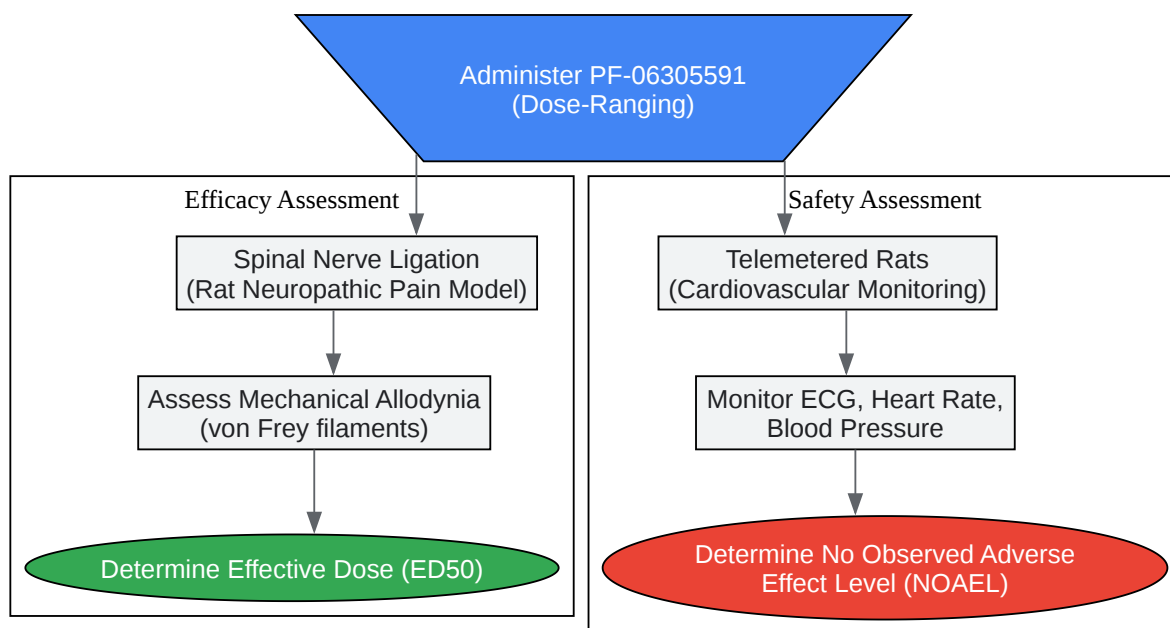 Administer PF-06305591
(Dose-Ranging)
Efficacy Assessment
Spinal Nerve Ligation
(Rat Neuropathic Pain Model)
Assess Mechanical Allodynia
(von Frey filaments)
Determine Effective Dose (ED50)
Safety Assessment
Telemetered Rats
(Cardiovascular Monitoring)
Monitor ECG, Heart Rate,
Blood Pressure
Determine No Observed Adverse
Effect Level (NOAEL)